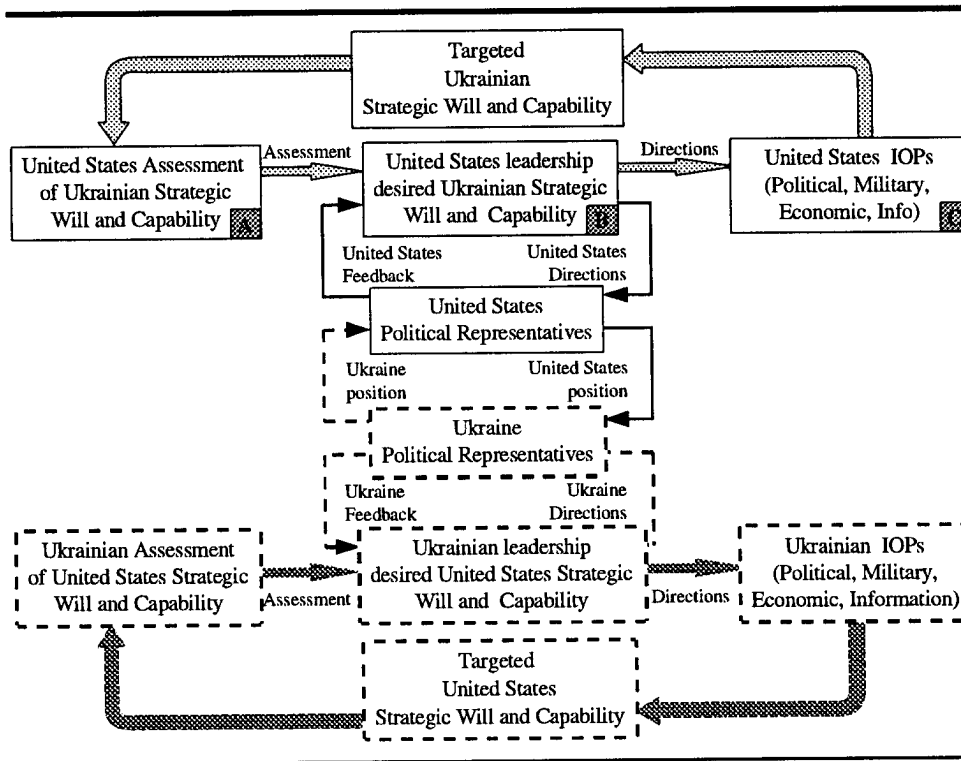 Targeted
Ukrainian
Strategic Will and Capability
United States Assessment
of Ukrainian Strategic
Will and Capability
A
Assessment
United States leadership
desired Ukrainian Strategic
Will and Capability
B
Directions
United States IOPs
(Political, Military,
Economic, Info)
C
United States
Feedback
United States
Directions
United States
Political Representatives
Ukraine
position
United States
position
Ukraine
Political Representatives
Ukraine
Feedback
Ukraine
Directions
Ukrainian Assessment
of United States Strategic
Will and Capability
Assessment
Ukrainian leadership
desired United States Strategic
Will and Capability
Directions
Ukrainian IOPs
(Political, Military,
Economic, Information)
Targeted
United States
Strategic Will and Capability